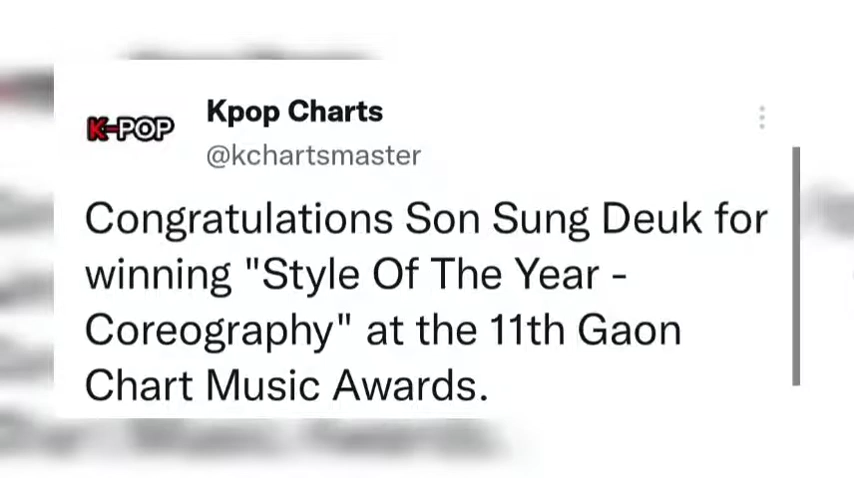 K-POP
Kpop Charts
@kchartsmaster
Congratulations Son Sung Deuk for
winning "Style Of The Year -
Coreography" at the 11th Gaon
Chart Music Awards.